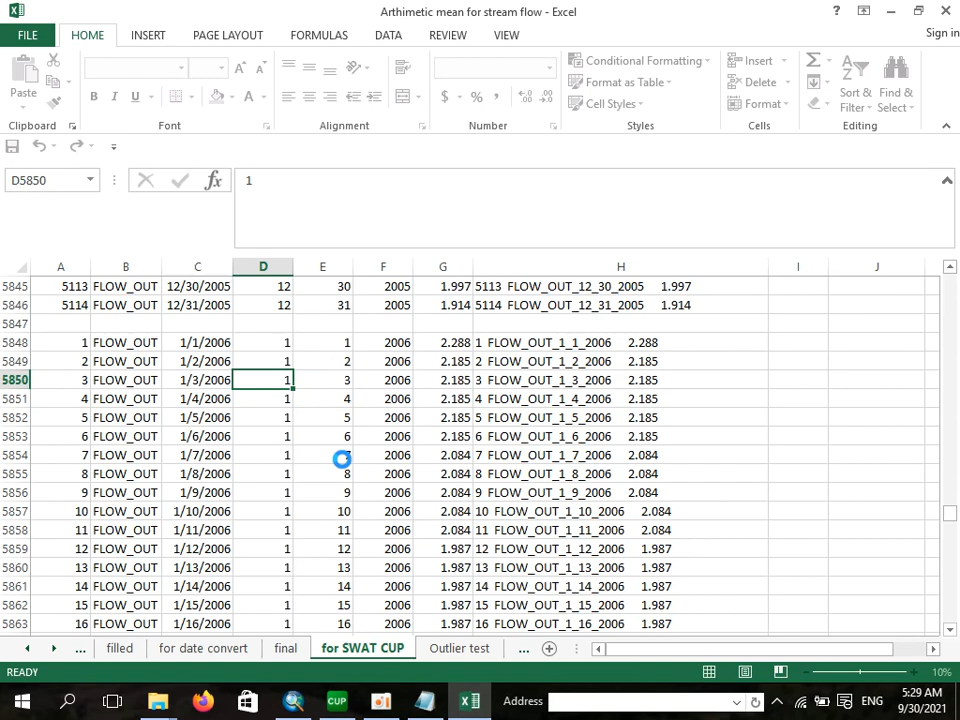 Arthimetic mean for stream flow - Excel
?
FILE HOME INSERT PAGE LAYOUT FORMULAS DATA REVIEW VIEW Sign in
Paste
B I U
A A
$ % ,
Conditional Formatting
Format as Table
Cell Styles
Insert
Delete
Format
Sort & Filter
Find & Select
Clipboard Font Alignment Number Styles Cells Editing
D5850 fx 1
A B C D E F G H I J
5845 5113 FLOW_OUT 12/30/2005 12 30 2005 1.997 5113 FLOW_OUT_12_30_2005 1.997
5846 5114 FLOW_OUT 12/31/2005 12 31 2005 1.914 5114 FLOW_OUT_12_31_2005 1.914
5847
5848 1 FLOW_OUT 1/1/2006 1 1 2006 2.288 1 FLOW_OUT_1_1_2006 2.288
5849 2 FLOW_OUT 1/2/2006 1 2 2006 2.185 2 FLOW_OUT_1_2_2006 2.185
5850 3 FLOW_OUT 1/3/2006 1 3 2006 2.185 3 FLOW_OUT_1_3_2006 2.185
5851 4 FLOW_OUT 1/4/2006 1 4 2006 2.185 4 FLOW_OUT_1_4_2006 2.185
5852 5 FLOW_OUT 1/5/2006 1 5 2006 2.185 5 FLOW_OUT_1_5_2006 2.185
5853 6 FLOW_OUT 1/6/2006 1 6 2006 2.185 6 FLOW_OUT_1_6_2006 2.185
5854 7 FLOW_OUT 1/7/2006 1 2006 2.084 7 FLOW_OUT_1_7_2006 2.084
5855 8 FLOW_OUT 1/8/2006 1 8 2006 2.084 8 FLOW_OUT_1_8_2006 2.084
5856 9 FLOW_OUT 1/9/2006 1 9 2006 2.084 9 FLOW_OUT_1_9_2006 2.084
5857 10 FLOW_OUT 1/10/2006 1 10 2006 2.084 10 FLOW_OUT_1_10_2006 2.084
5858 11 FLOW_OUT 1/11/2006 1 11 2006 2.084 11 FLOW_OUT_1_11_2006 2.084
5859 12 FLOW_OUT 1/12/2006 1 12 2006 1.987 12 FLOW_OUT_1_12_2006 1.987
5860 13 FLOW_OUT 1/13/2006 1 13 2006 1.987 13 FLOW_OUT_1_13_2006 1.987
5861 14 FLOW_OUT 1/14/2006 1 14 2006 1.987 14 FLOW_OUT_1_14_2006 1.987
5862 15 FLOW_OUT 1/15/2006 1 15 2006 1.987 15 FLOW_OUT_1_15_2006 1.987
5863 16 FLOW_OUT 1/16/2006 1 16 2006 1.987 16 FLOW_OUT_1_16_2006 1.987
... filled for date convert final for SWAT CUP Outlier test ...
READY 10%
CUP Address ENG 5:29 AM
9/30/2021